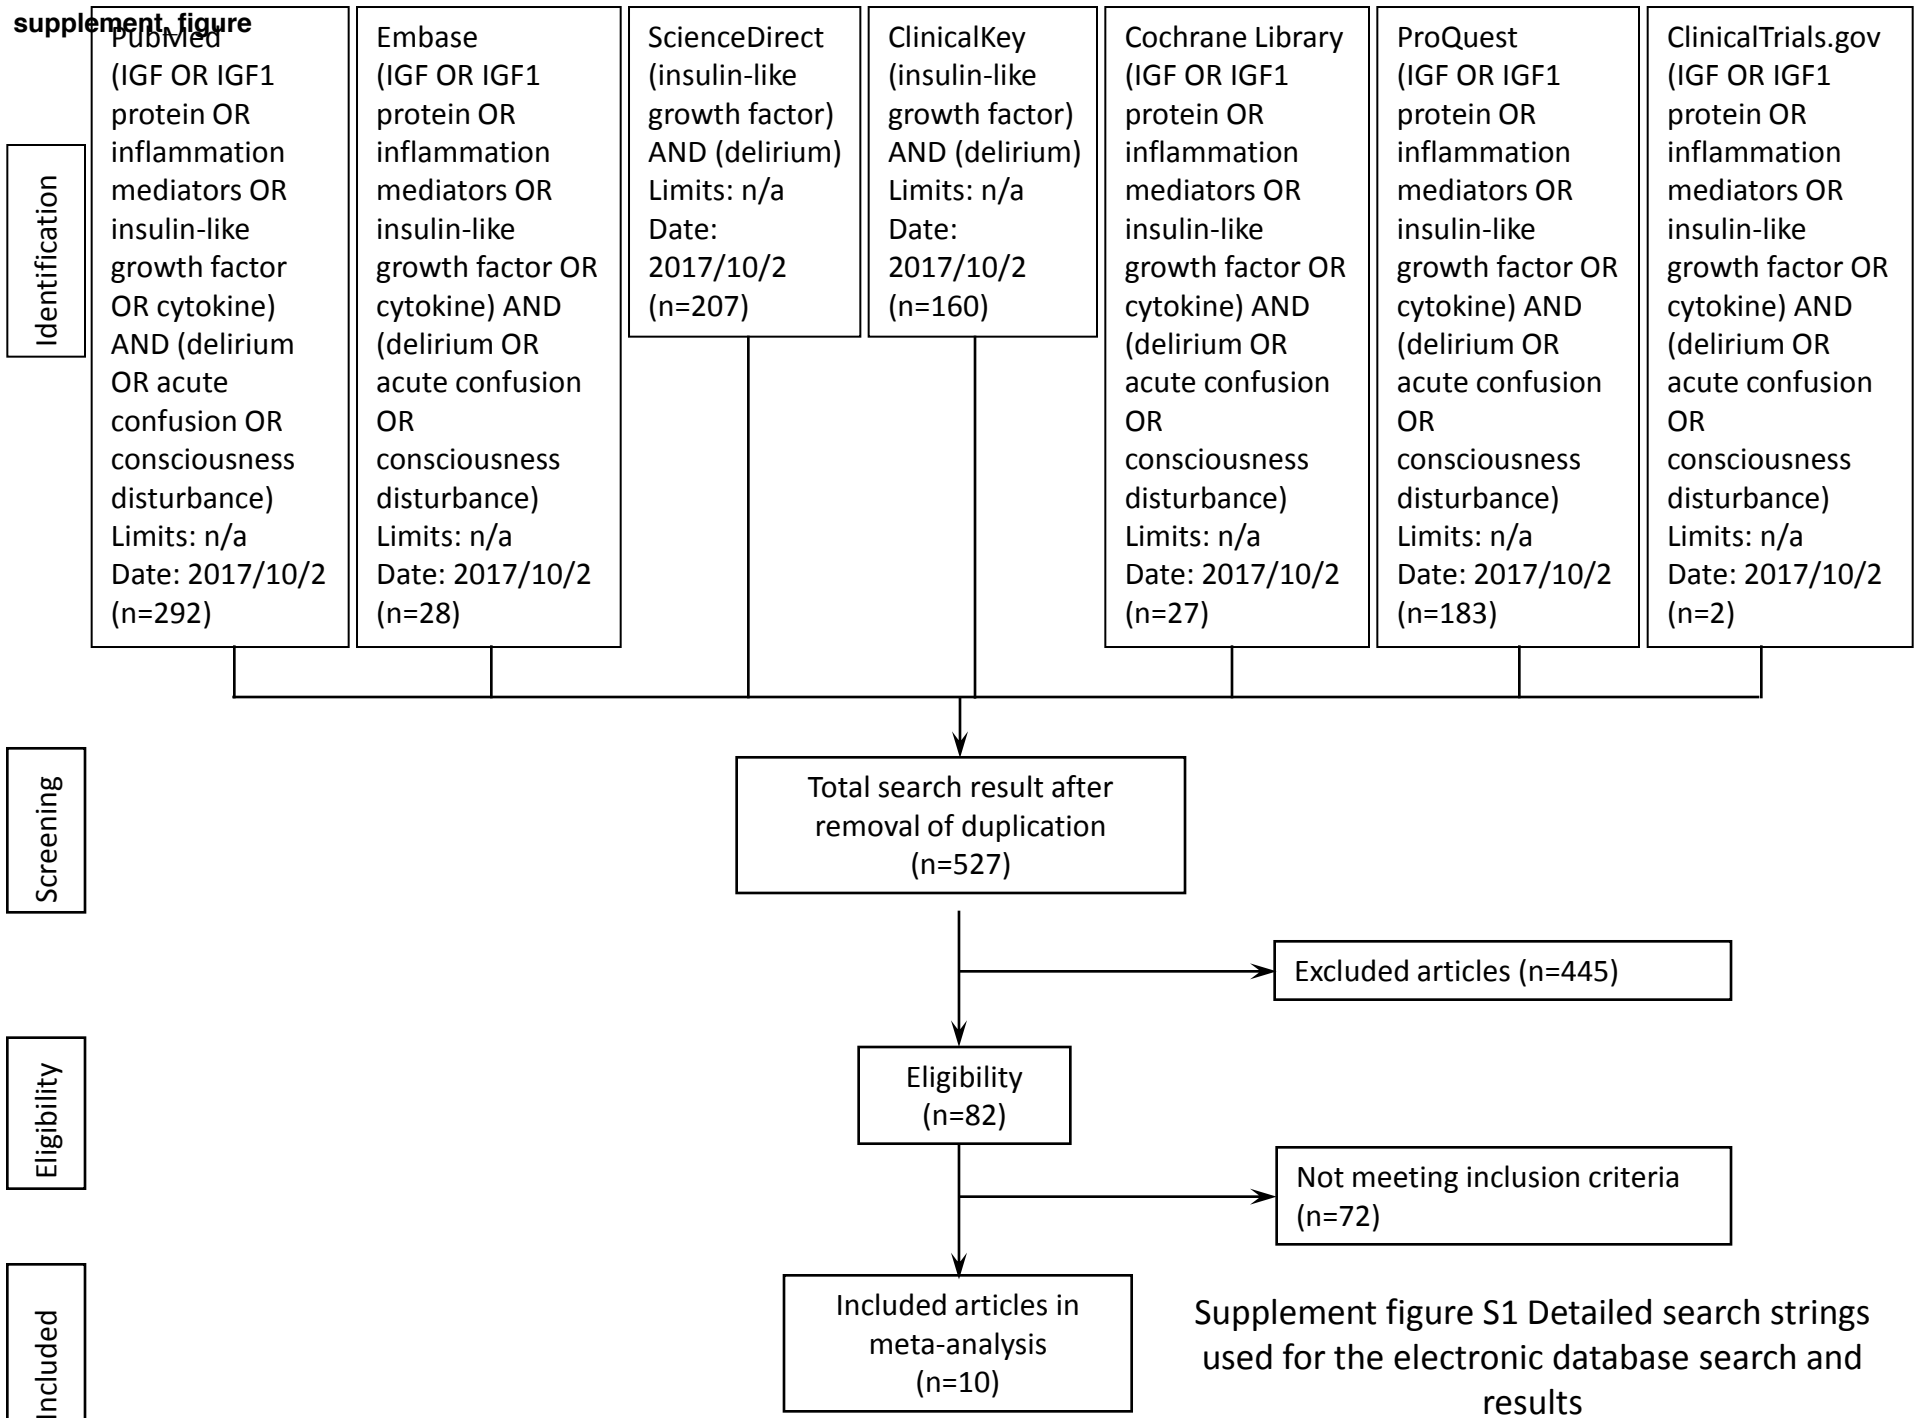 supplement_figure
PubMed
(IGF OR IGF1
protein OR
inflammation
mediators OR
insulin-like
growth factor
OR cytokine)
AND (delirium
OR acute
confusion OR
consciousness
disturbance)
Limits: n/a
Date: 2017/10/2
(n=292)
Embase
(IGF OR IGF1
protein OR
inflammation
mediators OR
insulin-like
growth factor OR
cytokine) AND
(delirium OR
acute confusion
OR
consciousness
disturbance)
Limits: n/a
Date: 2017/10/2
(n=28)
ScienceDirect
(insulin-like
growth factor)
AND (delirium)
Limits: n/a
Date:
2017/10/2
(n=207)
ClinicalKey
(insulin-like
growth factor)
AND (delirium)
Limits: n/a
Date:
2017/10/2
(n=160)
Cochrane Library
(IGF OR IGF1
protein OR
inflammation
mediators OR
insulin-like
growth factor OR
cytokine) AND
(delirium OR
acute confusion
OR
consciousness
disturbance)
Limits: n/a
Date: 2017/10/2
(n=27)
ProQuest
(IGF OR IGF1
protein OR
inflammation
mediators OR
insulin-like
growth factor OR
cytokine) AND
(delirium OR
acute confusion
OR
consciousness
disturbance)
Limits: n/a
Date: 2017/10/2
(n=183)
ClinicalTrials.gov
(IGF OR IGF1
protein OR
inflammation
mediators OR
insulin-like
growth factor OR
cytokine) AND
(delirium OR
acute confusion
OR
consciousness
disturbance)
Limits: n/a
Date: 2017/10/2
(n=2)
Identification
Screening
Total search result after
removal of duplication
(n=527)
Excluded articles (n=445)
Eligibility
Eligibility
(n=82)
Not meeting inclusion criteria
(n=72)
Included
Included articles in
meta-analysis
(n=10)
Supplement figure S1 Detailed search strings
used for the electronic database search and
results